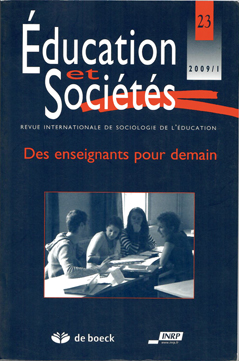 23
2009/1
Éducation
et
Sociétés
REVUE INTERNATIONALE DE SOCIOLOGIE DE L'ÉDUCATION
Des enseignants pour demain
de boeck
INRP